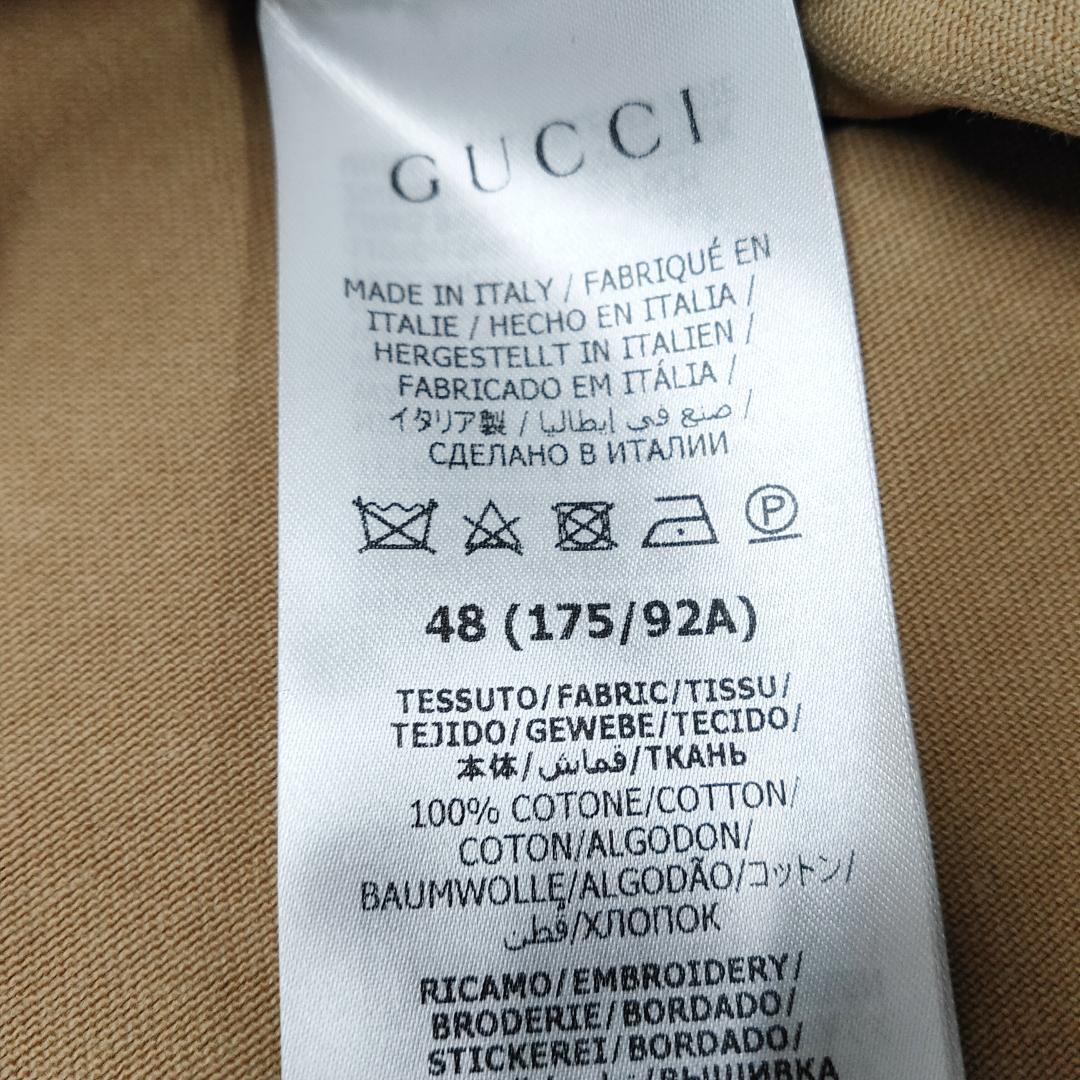 GUCCI
MADE IN ITALY / FABRIQUÉ EN
ITALIE / HECHO EN ITALIA /
HERGESTELLT IN ITALIEN /
FABRICADO EM ITÁLIA /
イタリア製 / صنع في ايطاليا /
СДЕЛАНО В ИТАЛИИ
P
48 (175/92A)
TESSUTO/FABRIC/TISSU/
TEJIDO/GEWEBE/TECIDO/
本体/قماش/ТКАНЬ
100% COTONE/COTTON/
COTON/ALGODON/
BAUMWOLLE/ALGODÃO/コットン/
قطن/ХЛОПОК
RICAMO/EMBROIDERY/
BRODERIE/BORDADO/
STICKEREI/BORDADO/
ВЫШИВКА